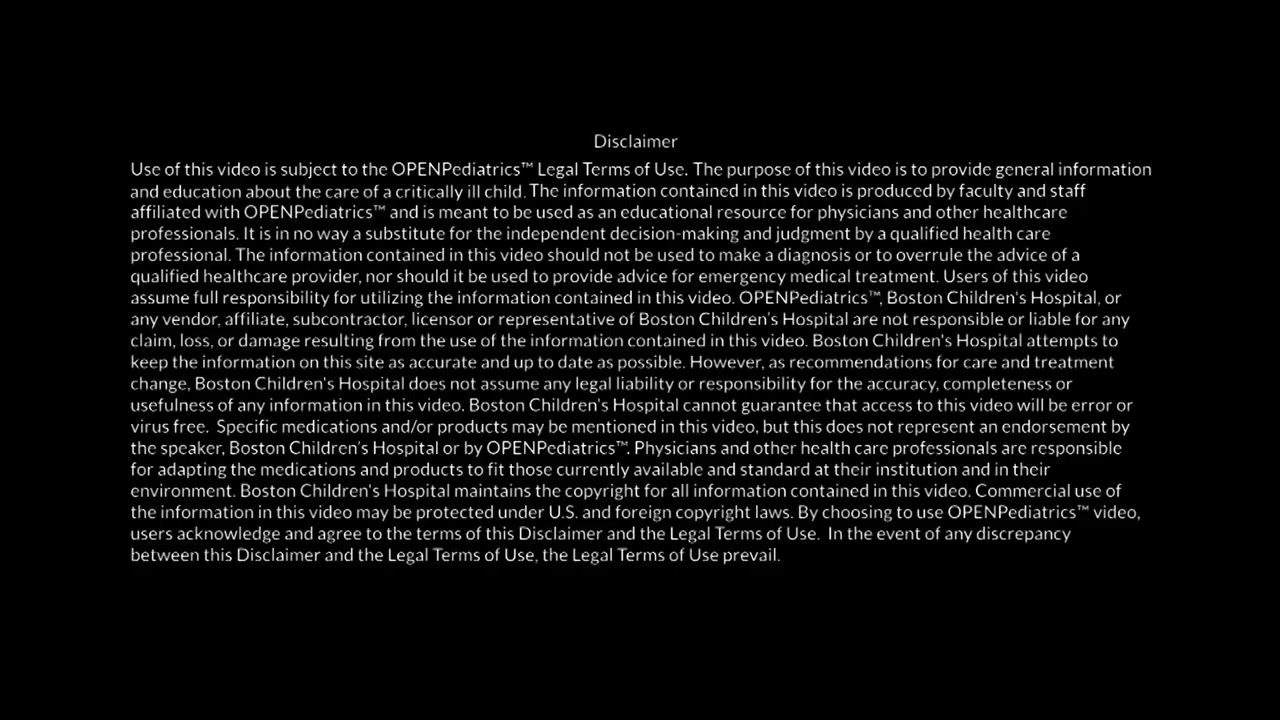 Disclaimer
Use of this video is subject to the OPENPediatrics™ Legal Terms of Use. The purpose of this video is to provide general information
and education about the care of a critically ill child. The information contained in this video is produced by faculty and staff
affiliated with OPENPediatrics™ and is meant to be used as an educational resource for physicians and other healthcare
professionals. It is in no way a substitute for the independent decision-making and judgment by a qualified health care
professional. The information contained in this video should not be used to make a diagnosis or to overrule the advice of a
qualified healthcare provider, nor should it be used to provide advice for emergency medical treatment. Users of this video
assume full responsibility for utilizing the information contained in this video. OPENPediatrics™, Boston Children's Hospital, or
any vendor, affiliate, subcontractor, licensor or representative of Boston Children's Hospital are not responsible or liable for any
claim, loss, or damage resulting from the use of the information contained in this video. Boston Children's Hospital attempts to
keep the information on this site as accurate and up to date as possible. However, as recommendations for care and treatment
change, Boston Children's Hospital does not assume any legal liability or responsibility for the accuracy, completeness or
usefulness of any information in this video. Boston Children's Hospital cannot guarantee that access to this video will be error or
virus free.  Specific medications and/or products may be mentioned in this video, but this does not represent an endorsement by
the speaker, Boston Children's Hospital or by OPENPediatrics™. Physicians and other health care professionals are responsible
for adapting the medications and products to fit those currently available and standard at their institution and in their
environment. Boston Children's Hospital maintains the copyright for all information contained in this video. Commercial use of
the information in this video may be protected under U.S. and foreign copyright laws. By choosing to use OPENPediatrics™ video,
users acknowledge and agree to the terms of this Disclaimer and the Legal Terms of Use.  In the event of any discrepancy
between this Disclaimer and the Legal Terms of Use, the Legal Terms of Use prevail.